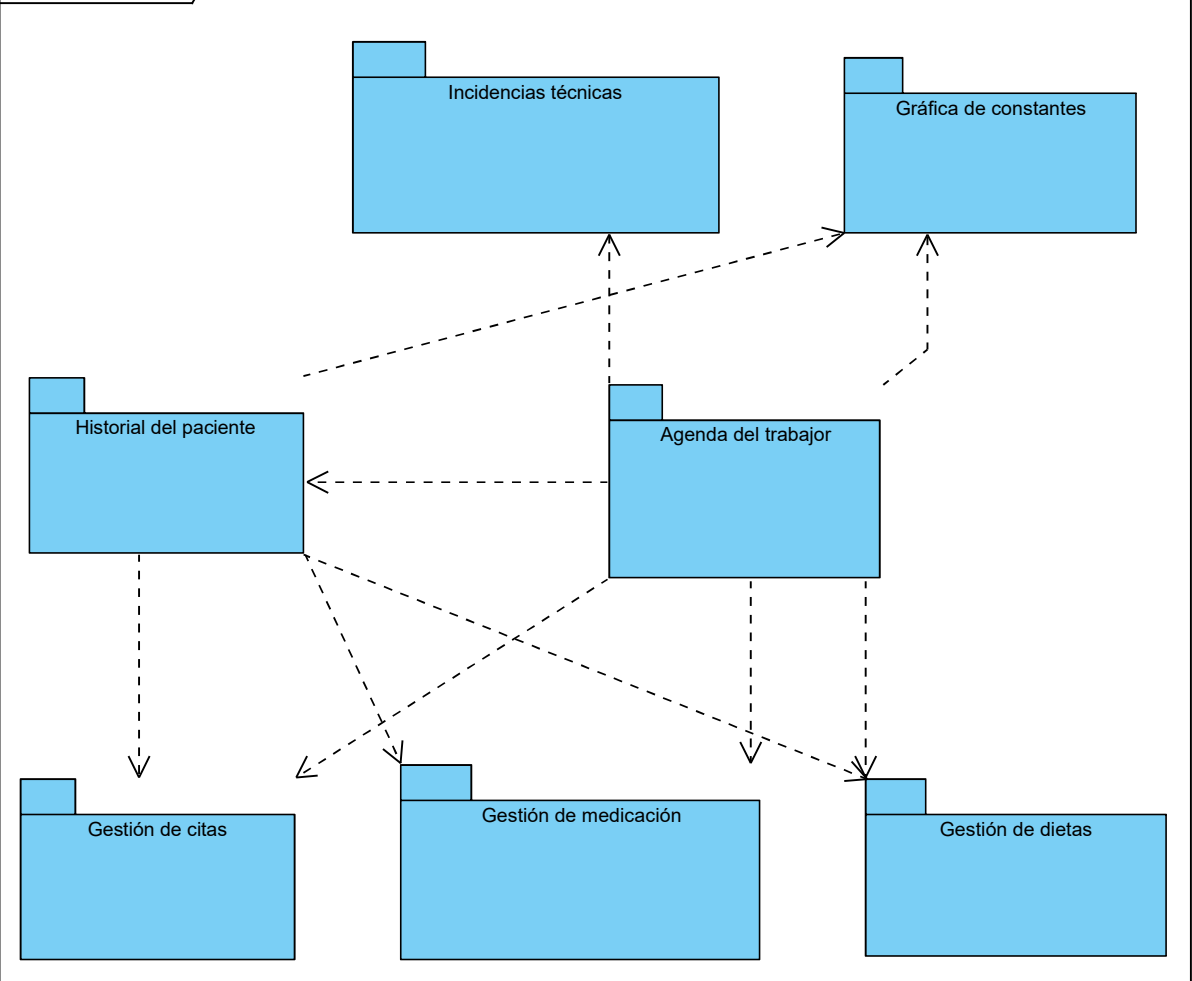 Incidencias técnicas
Gráfica de constantes
Historial del paciente
Agenda del trabajor
Gestión de citas
Gestión de medicación
Gestión de dietas